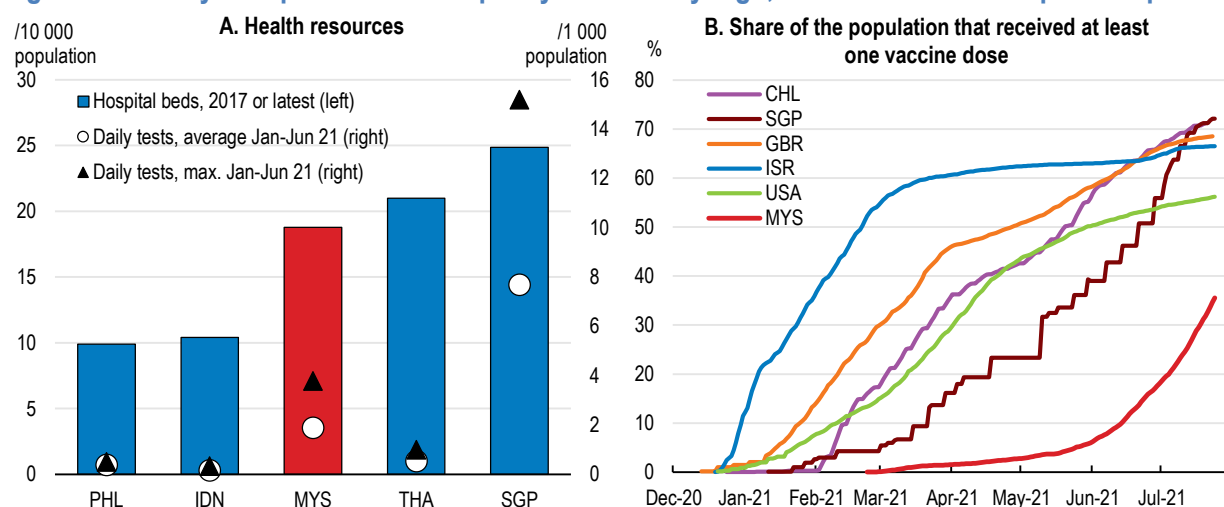 A. Health resources
/10 000
population
/1 000
population
30
25
20
15
10
5
0
16
14
12
10
8
6
4
2
0
Hospital beds, 2017 or latest (left)
Daily tests, average Jan-Jun 21 (right)
Daily tests, max. Jan-Jun 21 (right)
PHL IDN MYS THA SGP
B. Share of the population that received at least
one vaccine dose
%
80
70
60
50
40
30
20
10
0
CHL
SGP
GBR
ISR
USA
MYS
Dec-20 Jan-21 Feb-21 Mar-21 Apr-21 May-21 Jun-21 Jul-21